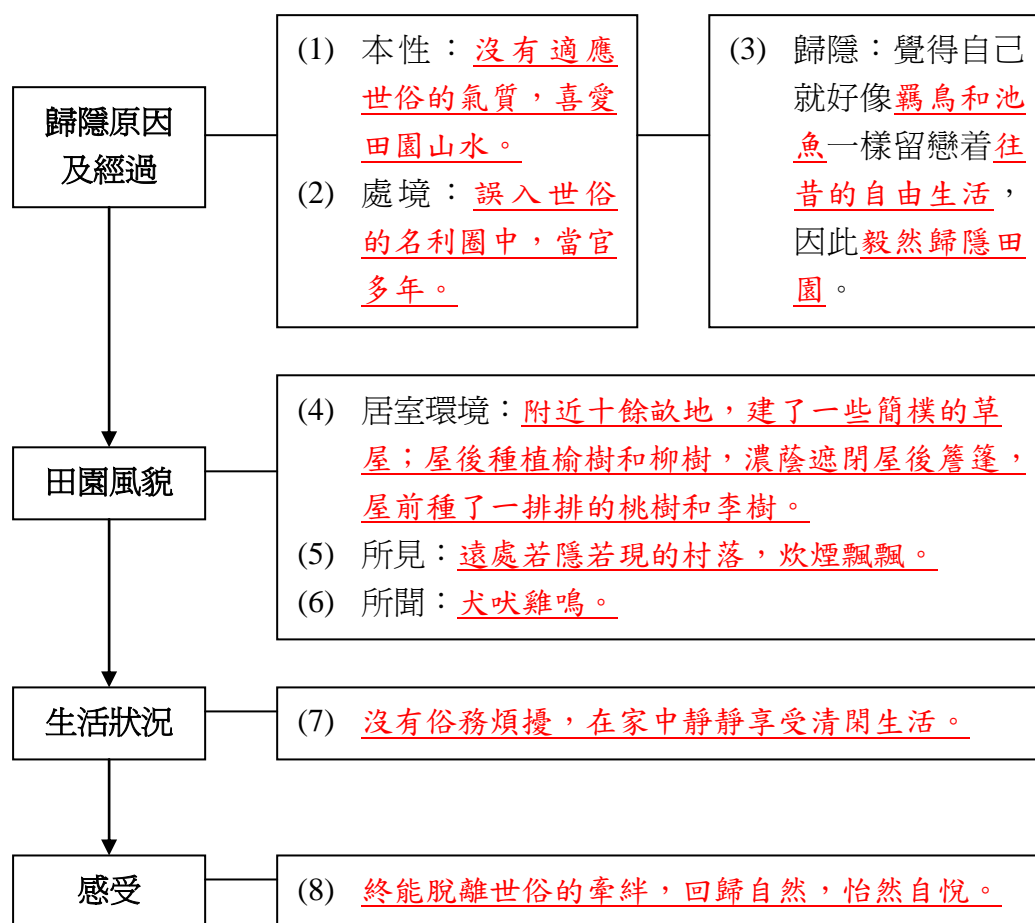 歸隱原因
及經過
(1) 本性：沒有適應
世俗的氣質，喜愛
田園山水。
(2) 處境：誤入世俗
的名利圈中，當官
多年。
(3) 歸隱：覺得自己
就好像羈鳥和池
魚一樣留戀着往
昔的自由生活，
因此毅然歸隱田
園。
田園風貌
(4) 居室環境：附近十餘畝地，建了一些簡樸的草
屋；屋後種植榆樹和柳樹，濃蔭遮閉屋後簷篷，
屋前種了一排排的桃樹和李樹。
(5) 所見：遠處若隱若現的村落，炊煙飄飄。
(6) 所聞：犬吠雞鳴。
生活狀況
(7) 沒有俗務煩擾，在家中靜靜享受清閑生活。
感受
(8) 終能脫離世俗的牽絆，回歸自然，怡然自悅。